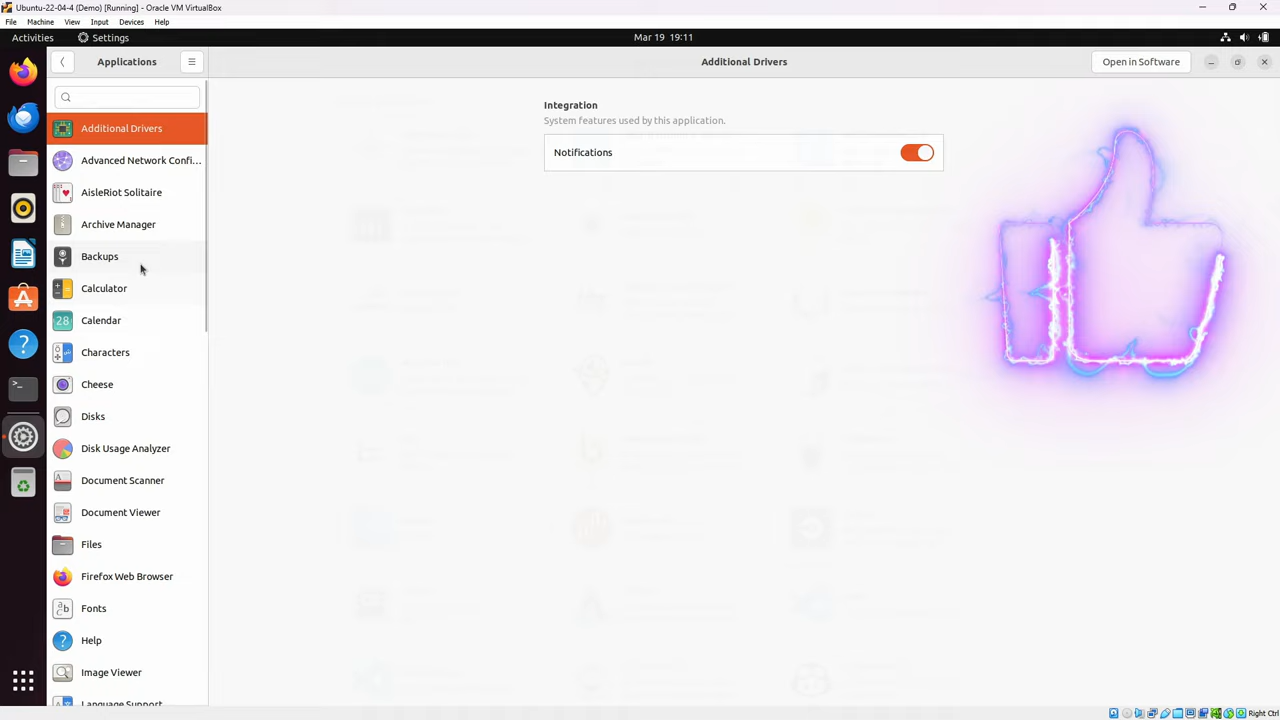 Ubuntu-22-04-4 (Demo) [Running] - Oracle VM VirtualBox
File Machine View Input Devices Help
Activities Settings Mar 19 19:11
Applications Additional Drivers Open in Software
Additional Drivers
Advanced Network Confi...
AisleRiot Solitaire
Archive Manager
Backups
Calculator
28 Calendar
Characters
Cheese
Disks
Disk Usage Analyzer
Document Scanner
Document Viewer
Files
Firefox Web Browser
Fonts
Help
Image Viewer
Language Support
Integration
System features used by this application.
Notifications
Right Ctrl